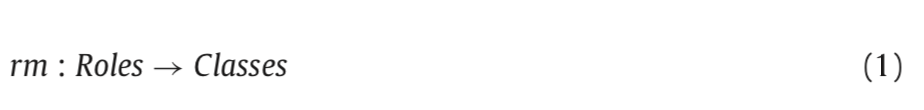 rm : Roles → Classes (1)